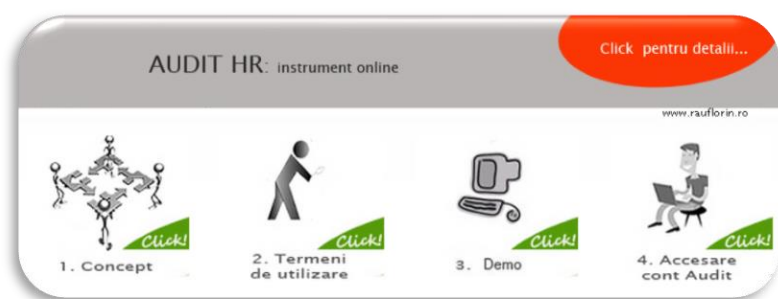 Click pentru detalii...
AUDIT HR: instrument online
www.rauflorin.ro
Click!
1. Concept
Click!
2. Termeni
de utilizare
Click!
3. Demo
Click!
4. Accesare
cont Audit